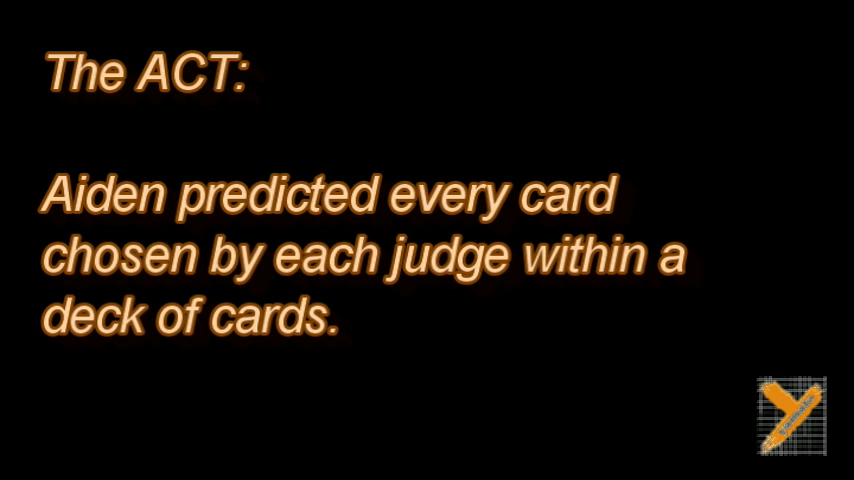 The ACT:
Aiden predicted every card
chosen by each judge within a
deck of cards.